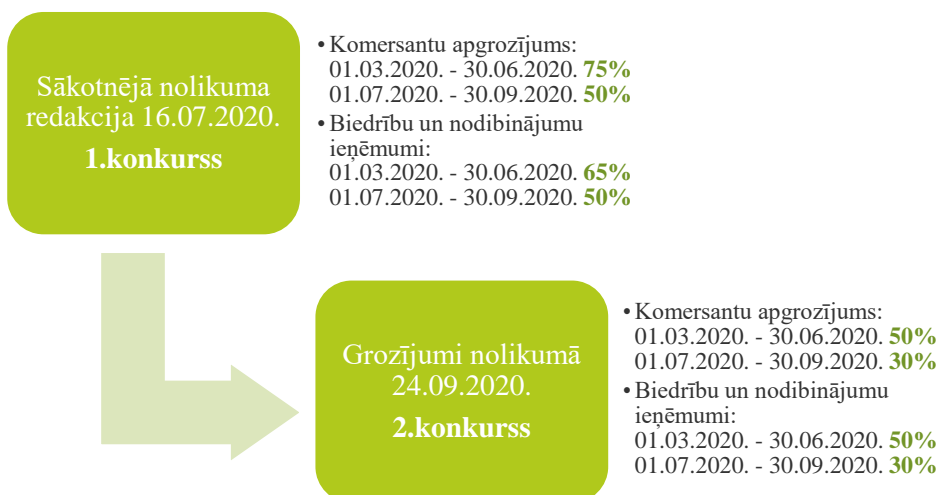 Sākotnējā nolikuma
redakcija 16.07.2020.
1.konkurss
• Komersantu apgrozījums:
01.03.2020. - 30.06.2020. 75%
01.07.2020. - 30.09.2020. 50%
• Biedrību un nodibinājumu
ieņēmumi:
01.03.2020. - 30.06.2020. 65%
01.07.2020. - 30.09.2020. 50%
Grozījumi nolikumā
24.09.2020.
2.konkurss
• Komersantu apgrozījums:
01.03.2020. - 30.06.2020. 50%
01.07.2020. - 30.09.2020. 30%
• Biedrību un nodibinājumu
ieņēmumi:
01.03.2020. - 30.06.2020. 50%
01.07.2020. - 30.09.2020. 30%